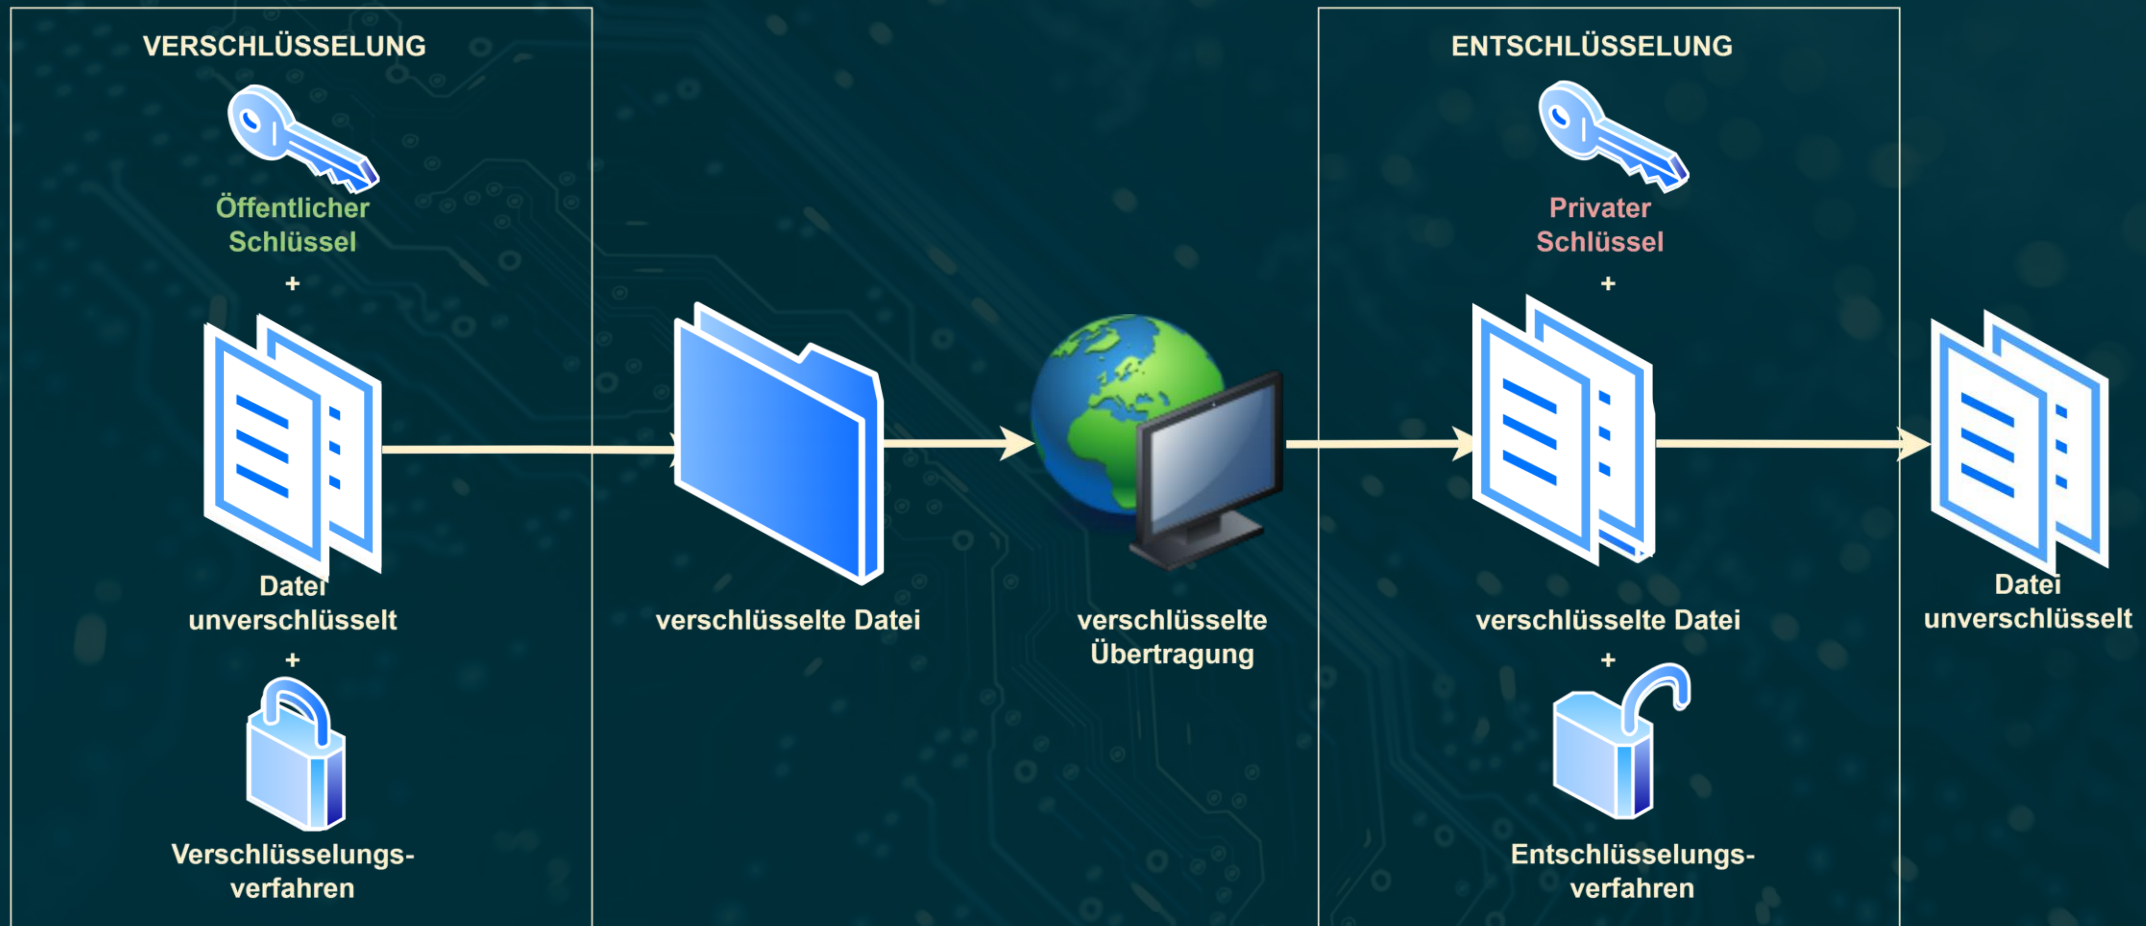 VERSCHLÜSSELUNG
Öffentlicher
Schlüssel
+
Datei
unverschlüsselt
+
Verschlüsselungs-
verfahren
verschlüsselte Datei
verschlüsselte
Übertragung
ENTSCHLÜSSELUNG
Privater
Schlüssel
+
verschlüsselte Datei
+
Entschlüsselungs-
verfahren
Datei
unverschlüsselt